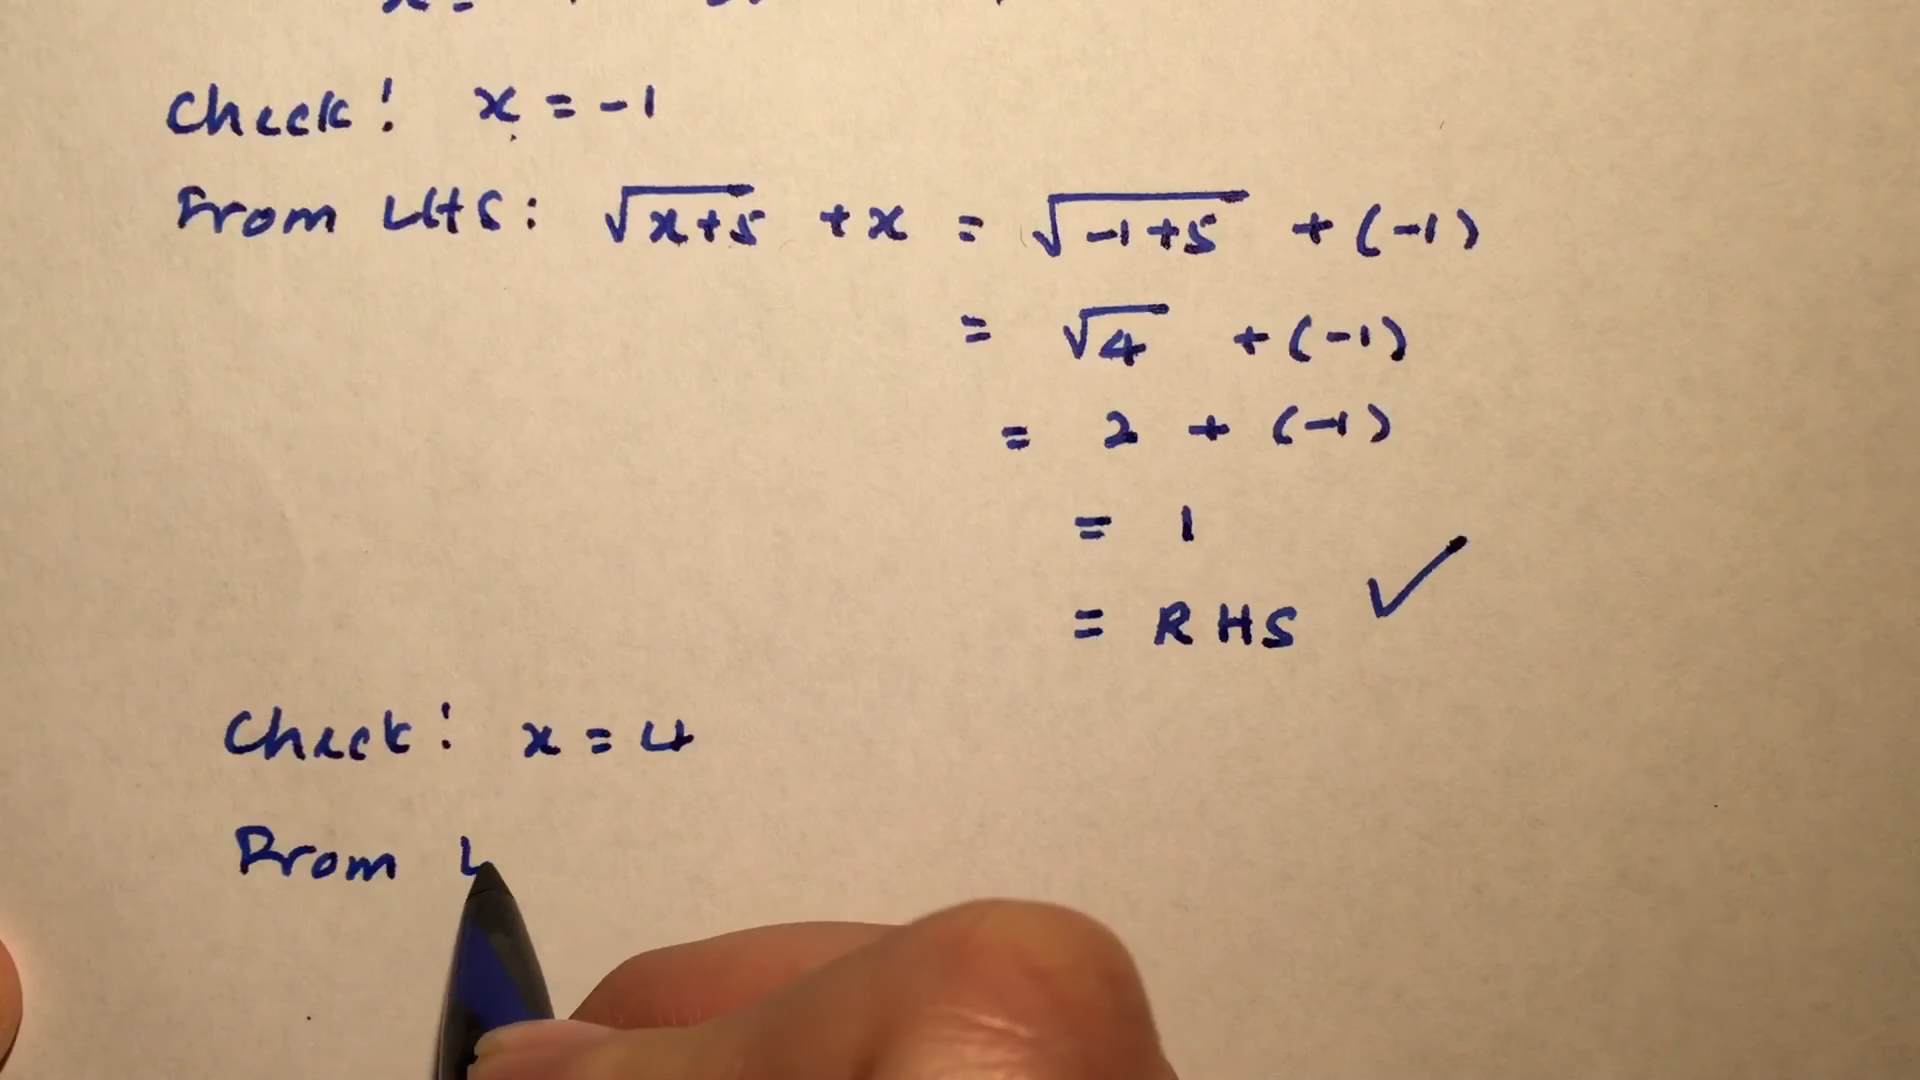 Check! x = -1
From LHS: √x+5 + x = √-1+5 + (-1)
= √4 + (-1)
= 2 + (-1)
= 1
= RHS ✓
Check! x = 4
From L